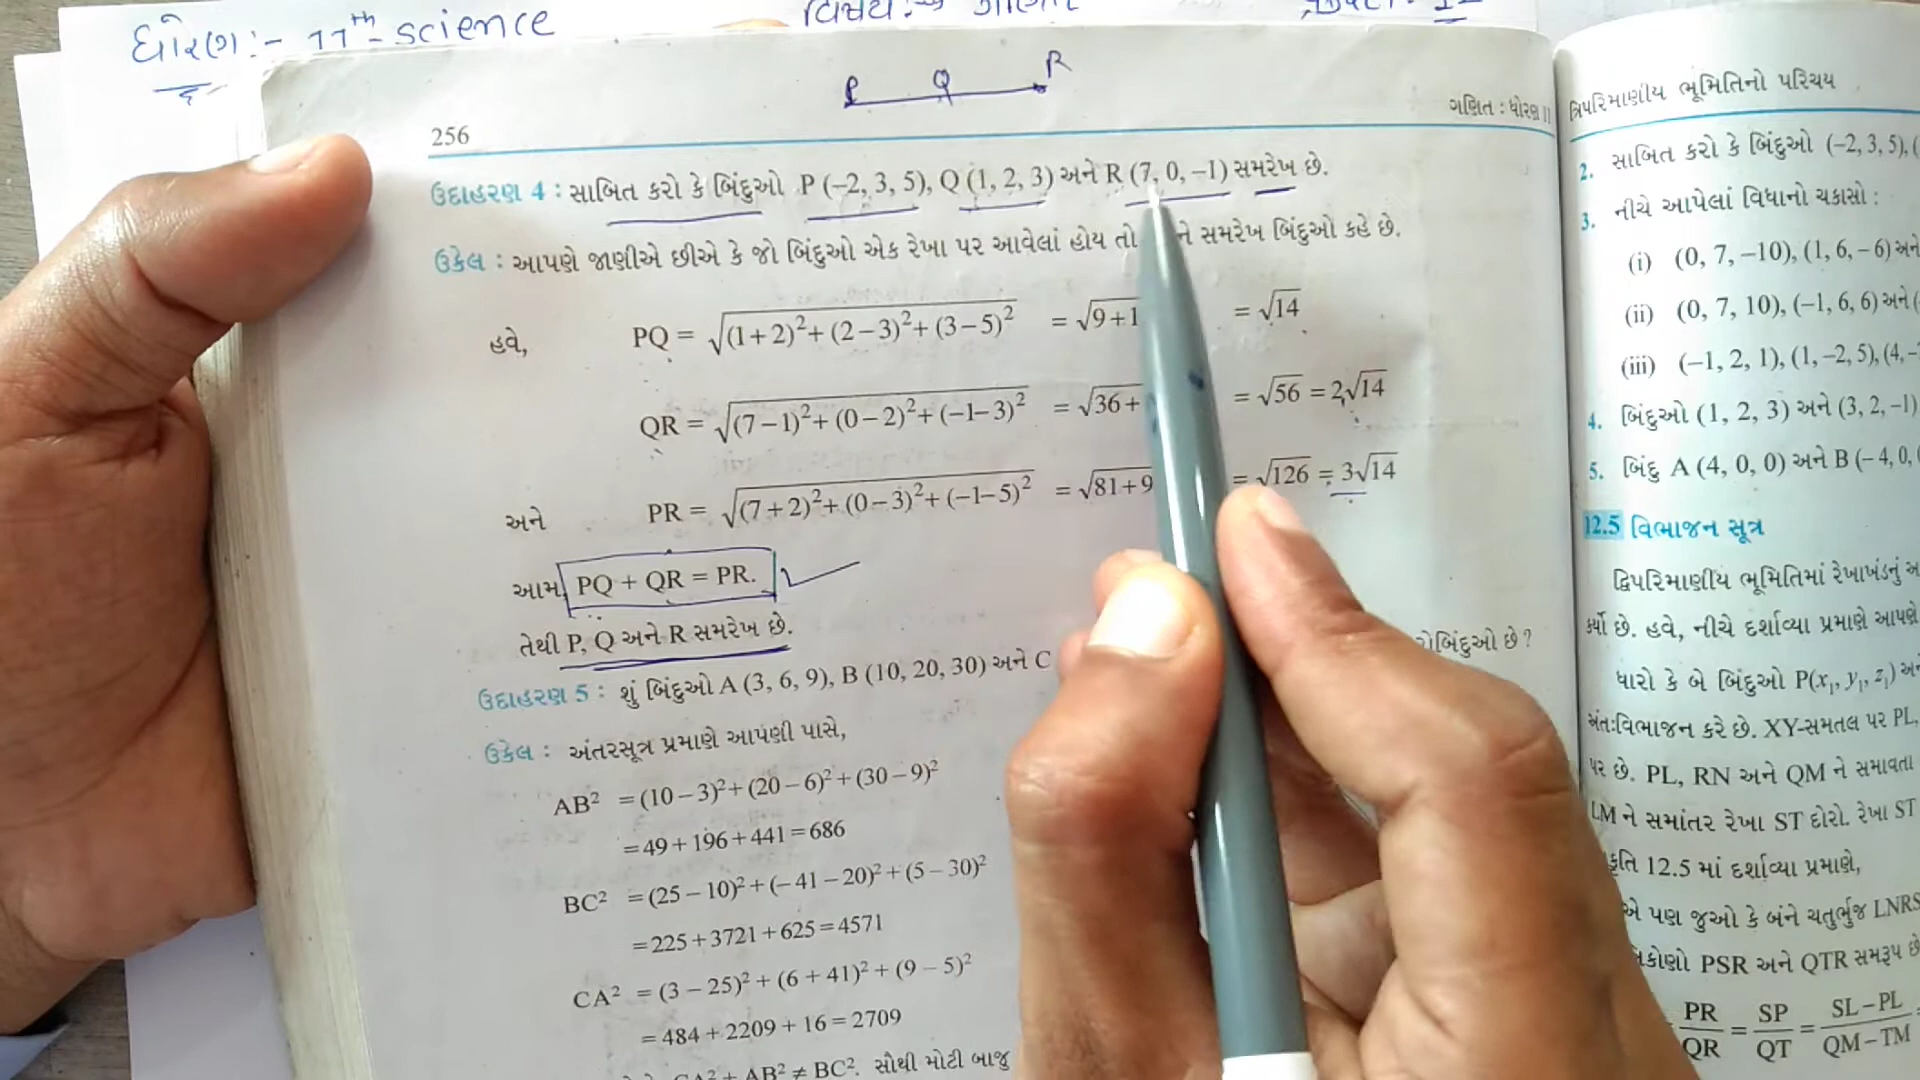 ધોરણ :- 11th science
P Q R
256
ગણિત : ધોરણ 11
ઉદાહરણ 4 : સાબિત કરો કે બિંદુઓ P (–2, 3, 5), Q (1, 2, 3) અને R (7, 0, –1) સમરેખ છે.
ઉકેલ : આપણે જાણીએ છીએ કે જો બિંદુઓ એક રેખા પર આવેલાં હોય તો ને સમરેખ બિંદુઓ કહે છે.
હવે, PQ = √(1+2)²+ (2–3)²+ (3–5)² = √9+1 = √14
QR = √(7–1)²+ (0–2)²+ (–1–3)² = √36+ = √56 = 2√14
અને PR = √(7+2)²+ (0–3)²+ (–1–5)² = √81+9 = √126 = 3√14
આમ, PQ + QR = PR.
તેથી P, Q અને R સમરેખ છે.
ઉદાહરણ 5 : શું બિંદુઓ A (3, 6, 9), B (10, 20, 30) અને C બિંદુઓ છે ?
ઉકેલ : અંતરસૂત્ર પ્રમાણે આપણી પાસે,
AB² = (10 – 3)² + (20 – 6)² + (30 – 9)²
= 49 + 196 + 441 = 686
BC² = (25 – 10)² + (– 41 – 20)² + (5 – 30)²
= 225 + 3721 + 625 = 4571
CA² = (3 – 25)² + (6 + 41)² + (9 – 5)²
= 484 + 2209 + 16 = 2709
CA² + AB² ≠ BC². સૌથી મોટી બાજુ
ત્રિપરિમાણીય ભૂમિતિનો પરિચય
2. સાબિત કરો કે બિંદુઓ (–2, 3, 5), (
3. નીચે આપેલાં વિધાનો ચકાસો :
(i) (0, 7, –10), (1, 6, – 6) અને
(ii) (0, 7, 10), (–1, 6, 6) અને (
(iii) (–1, 2, 1), (1, –2, 5), (4, –
4. બિંદુઓ (1, 2, 3) અને (3, 2, –1)
5. બિંદુ A (4, 0, 0) અને B (– 4, 0,
12.5 વિભાજન સૂત્ર
દ્વિપરિમાણીય ભૂમિતિમાં રેખાખંડનું અ
કર્યો છે. હવે, નીચે દર્શાવ્યા પ્રમાણે આપણે
ધારો કે બે બિંદુઓ P(x₁, y₁, z₁) અને
અંતઃવિભાજન કરે છે. XY-સમતલ પર PL,
પર છે. PL, RN અને QM ને સમાવતા
LM ને સમાંતર રેખા ST દોરો. રેખા ST
કૃતિ 12.5 માં દર્શાવ્યા પ્રમાણે,
એ પણ જુઓ કે બંને ચતુર્ભુજ LNRS
કોણો PSR અને QTR સમરૂપ છે
PR/QR = SP/QT = SL – PL/QM – TM =